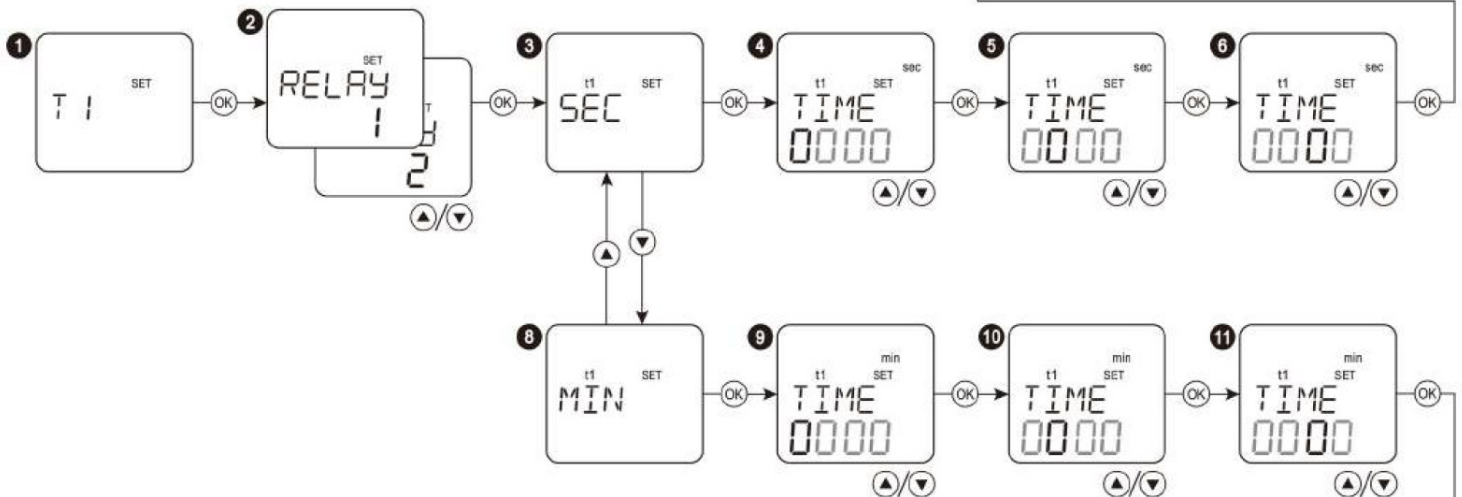 1
SET
T1
OK
2
SET
RELAY
1
T
Y
2
▲/▼
OK
3
t1 SET
SEC
OK
4
sec
t1 SET
TIME
0000
▲/▼
OK
5
sec
t1 SET
TIME
0000
▲/▼
OK
6
sec
t1 SET
TIME
0000
▲/▼
OK
▲ ▼
8
t1 SET
MIN
OK
9
min
t1 SET
TIME
0000
▲/▼
OK
10
min
t1 SET
TIME
0000
▲/▼
OK
11
min
t1 SET
TIME
0000
▲/▼
OK